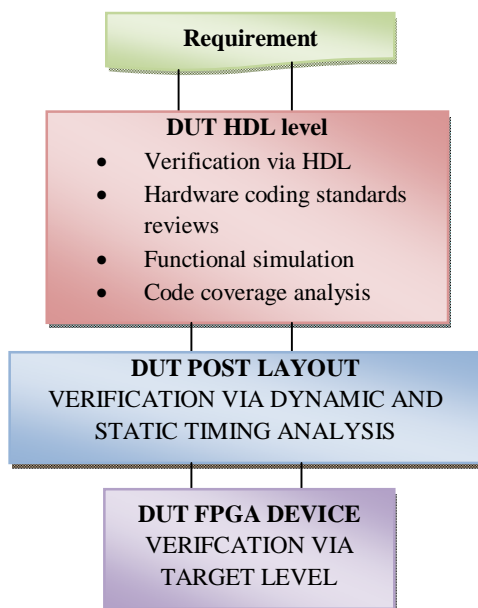 Requirement
DUT HDL level
• Verification via HDL
• Hardware coding standards
reviews
• Functional simulation
• Code coverage analysis
DUT POST LAYOUT
VERIFICATION VIA DYNAMIC AND
STATIC TIMING ANALYSIS
DUT FPGA DEVICE
VERIFCATION VIA
TARGET LEVEL